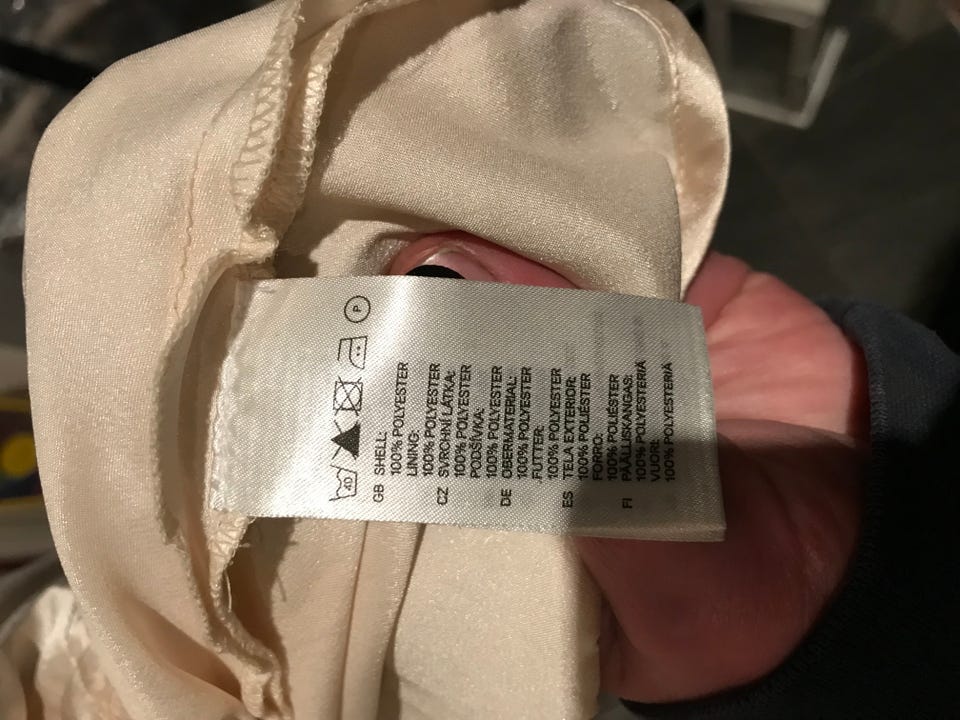 40 P
GB SHELL:
100% POLYESTER
LINING:
100% POLYESTER
CZ SVRCHNÍ LÁTKA:
100% POLYESTER
PODŠÍVKA:
100% POLYESTER
DE OBERMATERIAL:
100% POLYESTER
.FUTTER:
100% POLYESTER
ES TELA EXTERIOR:
100% POLIÉSTER
FORRO:
100% POLIÉSTER
FI PÄÄLLISKANGAS:
100% POLYESTERIÄ
VUORI:
100% POLYESTERIÄ